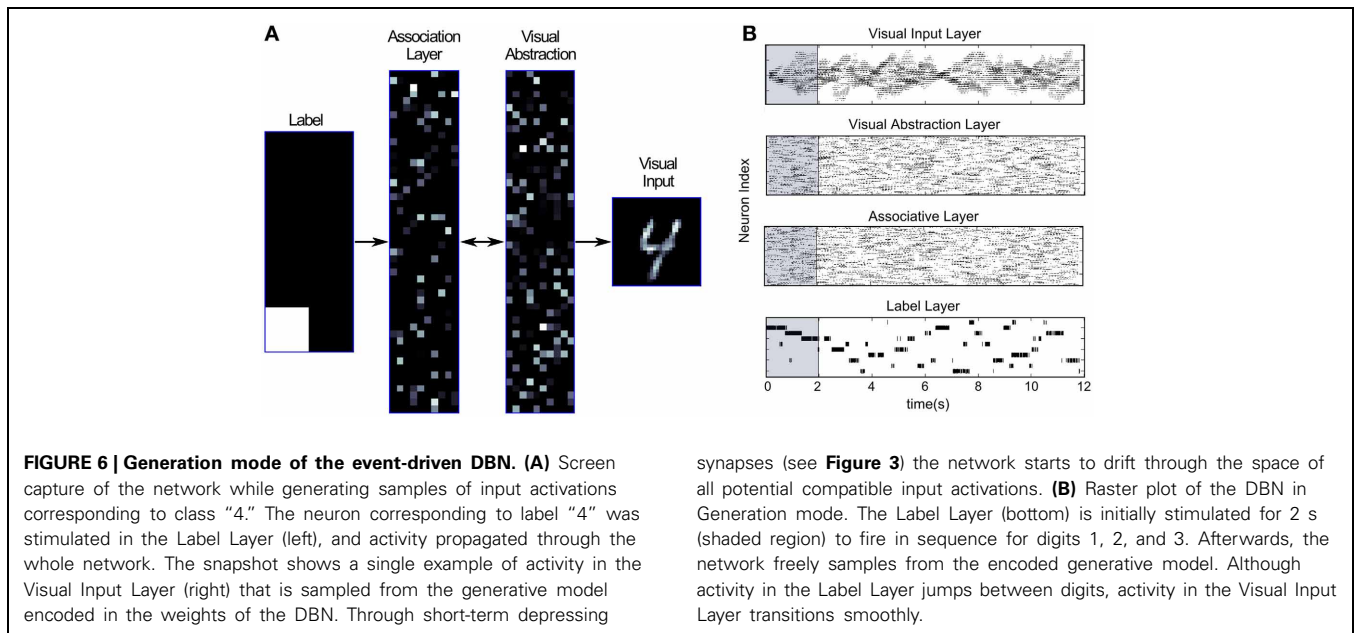 A
Association
Layer
Visual
Abstraction
Label
Visual
Input
B
Visual Input Layer
Visual Abstraction Layer
Associative Layer
Label Layer
Neuron Index
0 2 4 6 8 10 12
time(s)
FIGURE 6 | Generation mode of the event-driven DBN. (A) Screen
capture of the network while generating samples of input activations
corresponding to class “4.” The neuron corresponding to label “4” was
stimulated in the Label Layer (left), and activity propagated through the
whole network. The snapshot shows a single example of activity in the
Visual Input Layer (right) that is sampled from the generative model
encoded in the weights of the DBN. Through short-term depressing
synapses (see Figure 3) the network starts to drift through the space of
all potential compatible input activations. (B) Raster plot of the DBN in
Generation mode. The Label Layer (bottom) is initially stimulated for 2 s
(shaded region) to fire in sequence for digits 1, 2, and 3. Afterwards, the
network freely samples from the encoded generative model. Although
activity in the Label Layer jumps between digits, activity in the Visual Input
Layer transitions smoothly.